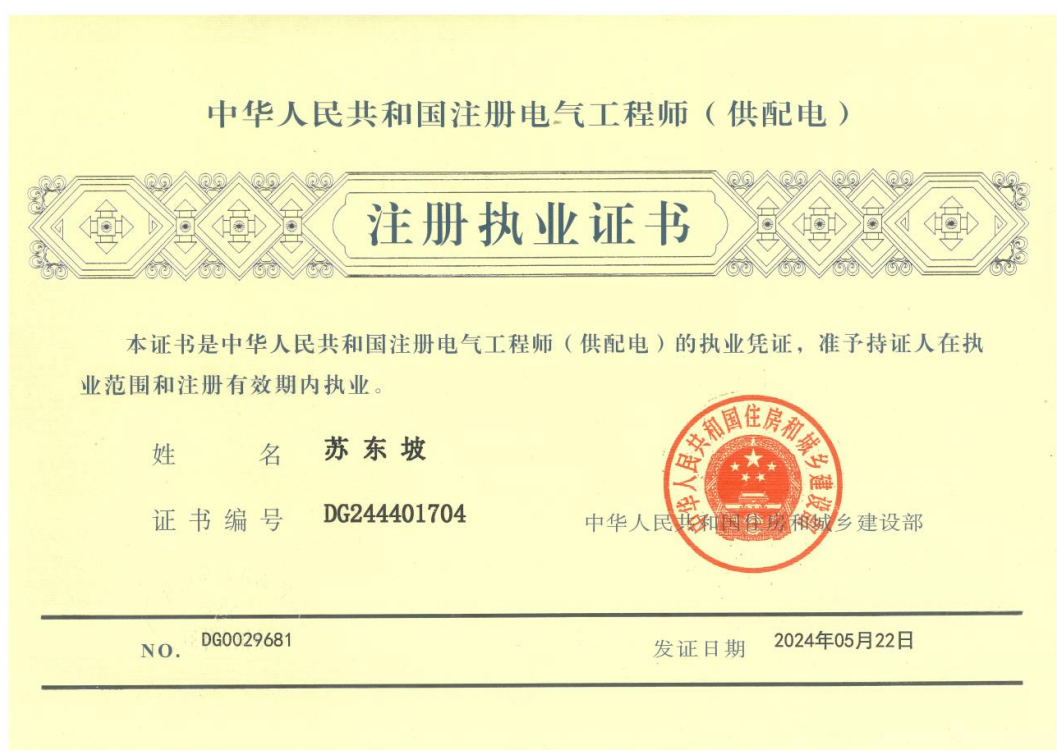 中华人民共和国注册电气工程师（供配电）
注册执业证书
本证书是中华人民共和国注册电气工程师（供配电）的执业凭证，准予持证人在执
业范围和注册有效期内执业。
姓 名 苏东坡
证书编号 DG244401704
中华人民共和国住房和城乡建设部
中华人民共和国住房和城乡建设部
NO. DG0029681
发证日期 2024年05月22日